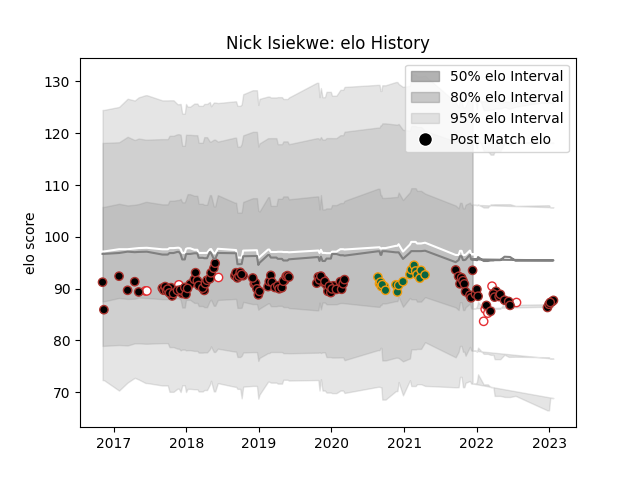 Nick Isiekwe: elo History
130
120
110
100
90
80
70
elo score
50% elo Interval
80% elo Interval
95% elo Interval
Post Match elo
2017 2018 2019 2020 2021 2022 2023